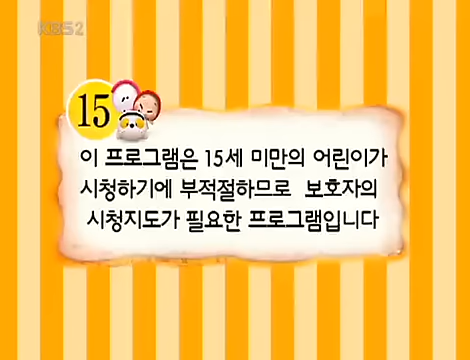 KBS2
15
이 프로그램은 15세 미만의 어린이가
시청하기에 부적절하므로 보호자의
시청지도가 필요한 프로그램입니다